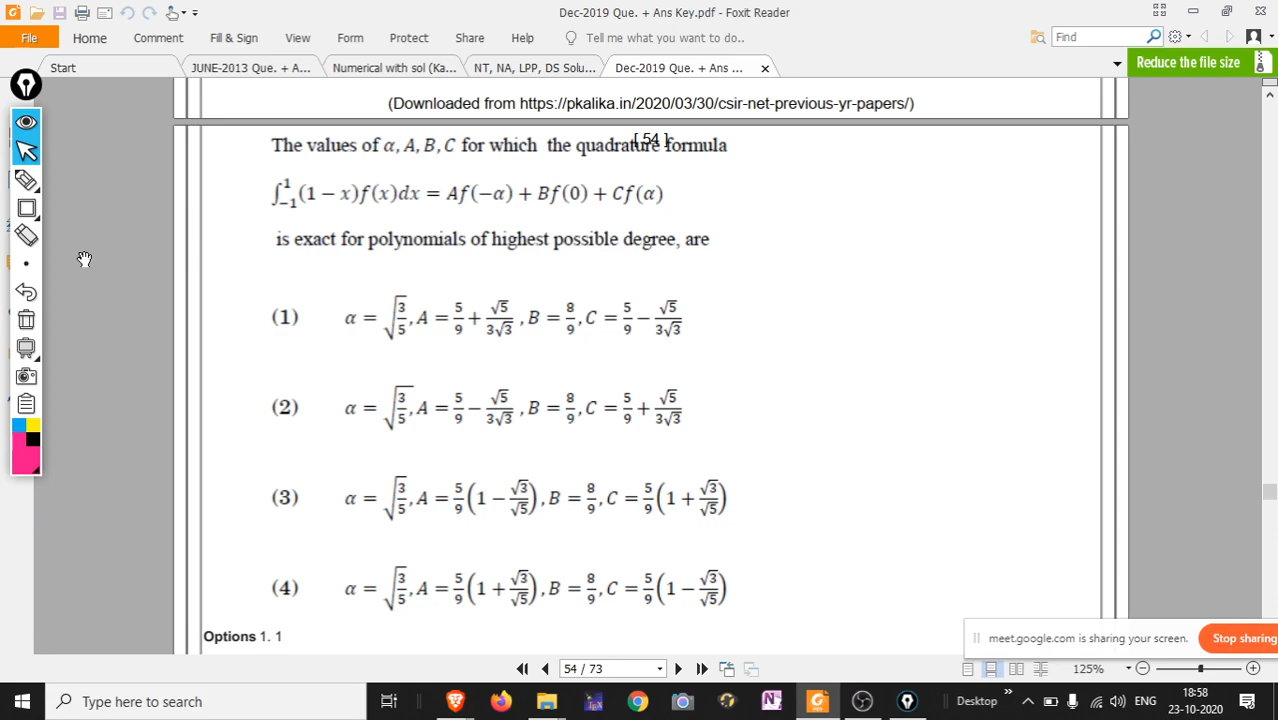 Dec-2019 Que. + Ans Key.pdf - Foxit Reader
File Home Comment Fill & Sign View Form Protect Share Help Tell me what you want to do.. Find
Start JUNE-2013 Que. + A... Numerical with sol (Ka... NT, NA, LPP, DS Solu... Dec-2019 Que. + Ans ... Reduce the file size
(Downloaded from https://pkalika.in/2020/03/30/csir-net-previous-yr-papers/)
[ 54 ]
The values of α, A, B, C for which the quadrature formula
∫₋₁¹(1 − x)f(x)dx = Af(−α) + Bf(0) + Cf(α)
is exact for polynomials of highest possible degree, are
(1) α = √(3/5), A = 5/9 + √5/(3√3), B = 8/9, C = 5/9 − √5/(3√3)
(2) α = √(3/5), A = 5/9 − √5/(3√3), B = 8/9, C = 5/9 + √5/(3√3)
(3) α = √(3/5), A = 5/9(1 − √3/√5), B = 8/9, C = 5/9(1 + √3/√5)
(4) α = √(3/5), A = 5/9(1 + √3/√5), B = 8/9, C = 5/9(1 − √3/√5)
Options 1. 1
meet.google.com is sharing your screen. Stop sharing
54 / 73 125%
Type here to search Desktop ENG 18:58
23-10-2020